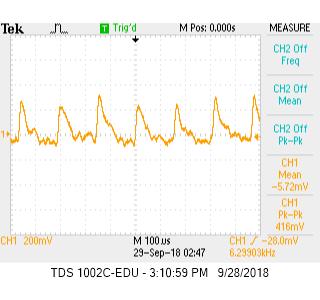 Tek T Trig'd M Pos: 0.000s MEASURE
CH2 Off
Freq
CH2 Off
Mean
CH2 Off
Pk-Pk
1
CH1
Mean
-5.72mV
CH1
Pk-Pk
416mV
CH1 200mV M 100µs CH1 / -28.0mV
29-Sep-18 02:47 6.29903kHz
TDS 1002C-EDU - 3:10:59 PM 9/28/2018